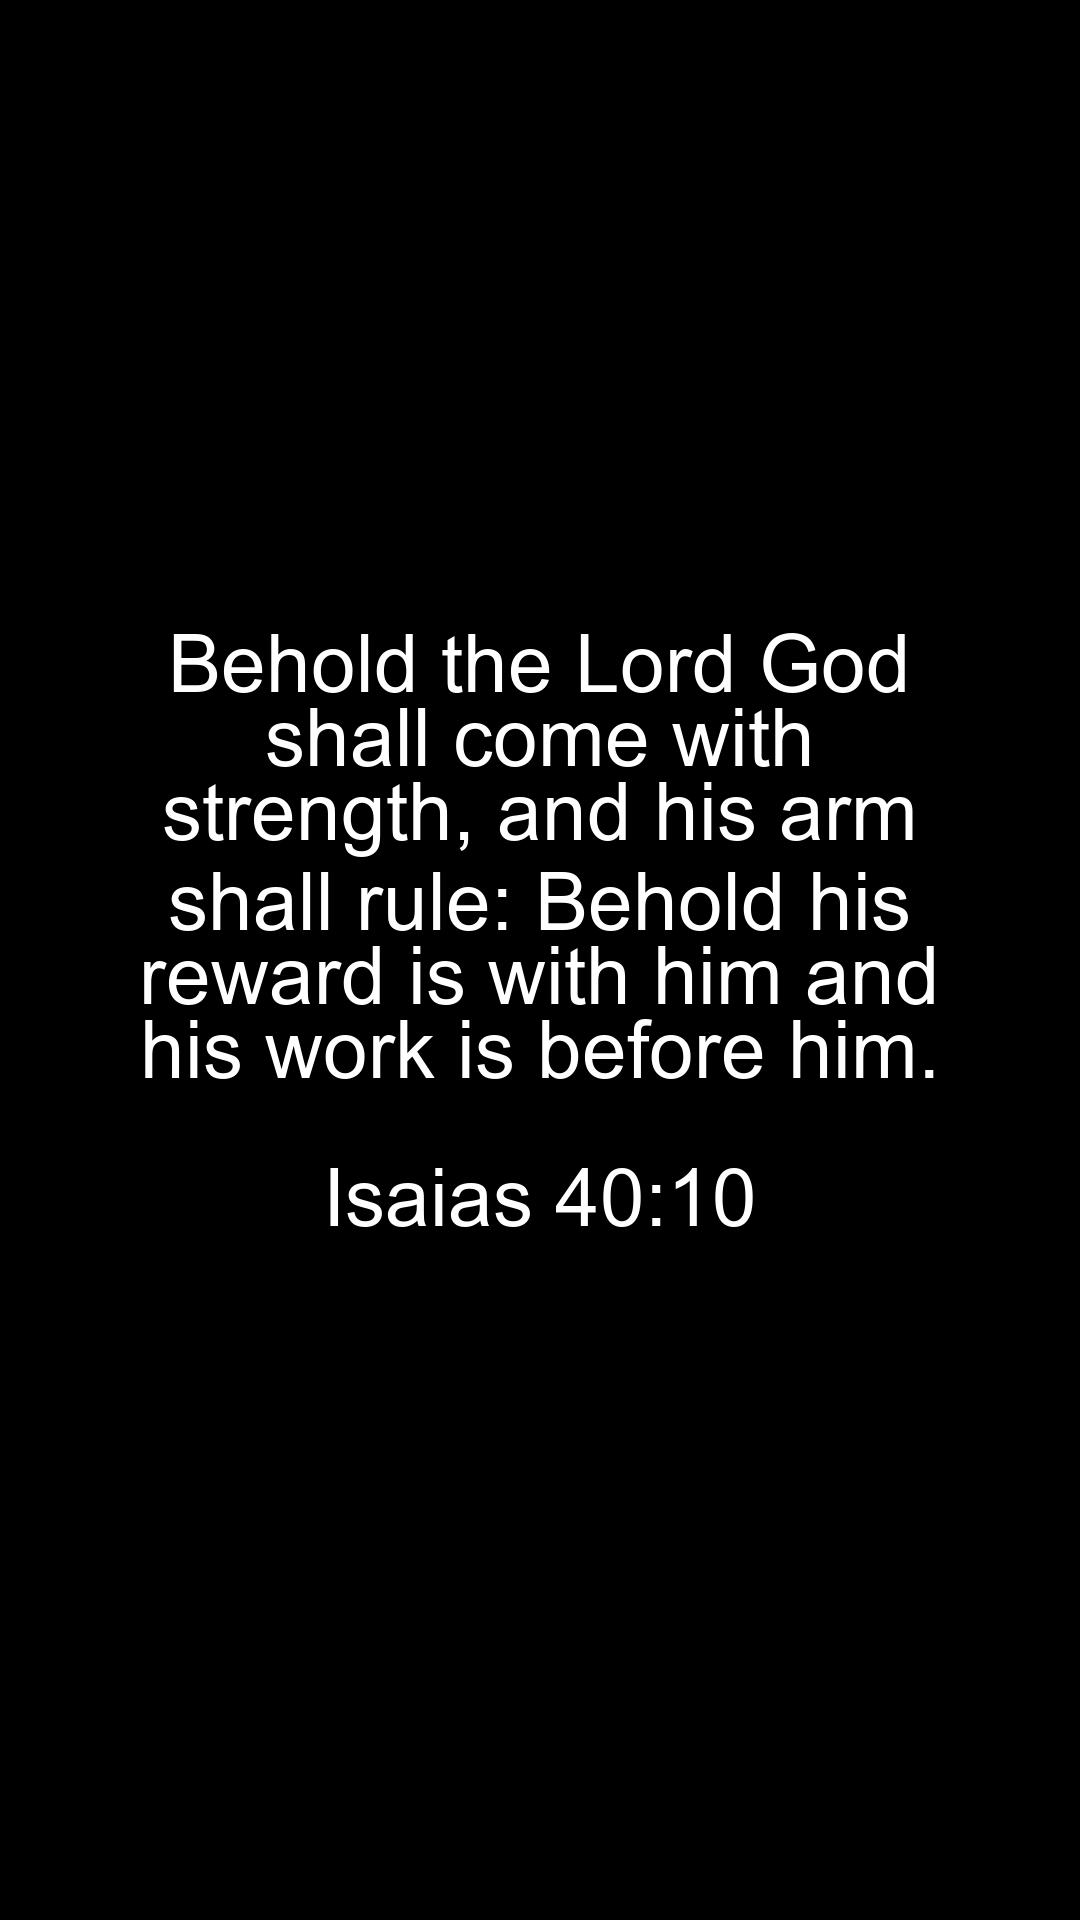 Behold the Lord God
shall come with
strength, and his arm
shall rule: Behold his
reward is with him and
his work is before him.
Isaias 40:10